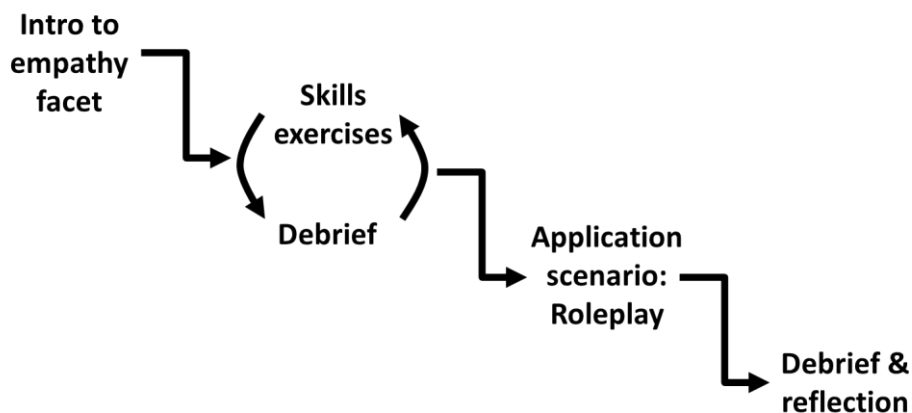 Intro to
empathy
facet
Skills
exercises
Debrief
Application
scenario:
Roleplay
Debrief &
reflection